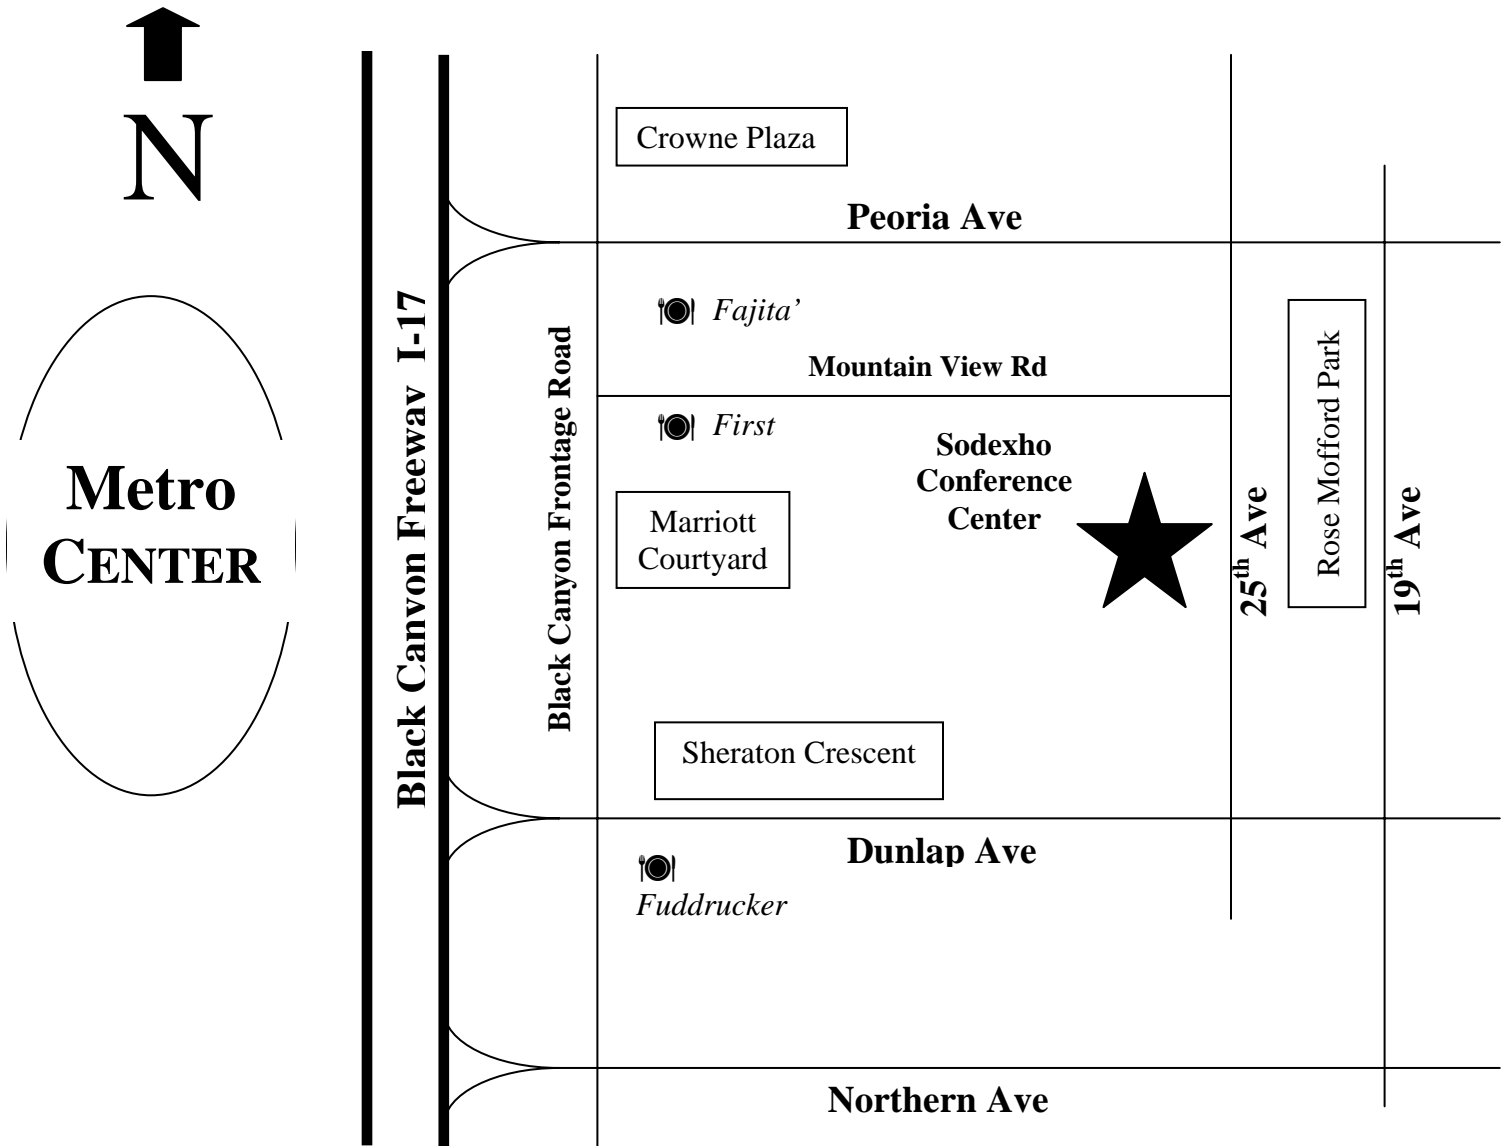 N
Crowne Plaza
Peoria Ave
Fajita’
Mountain View Rd
First
Sodexho
Conference
Center
Marriott
Courtyard
Metro
CENTER
Black Canyon Freeway I-17
Black Canyon Frontage Road
25th Ave
Rose Mofford Park
19th Ave
Sheraton Crescent
Dunlap Ave
Fuddrucker
Northern Ave